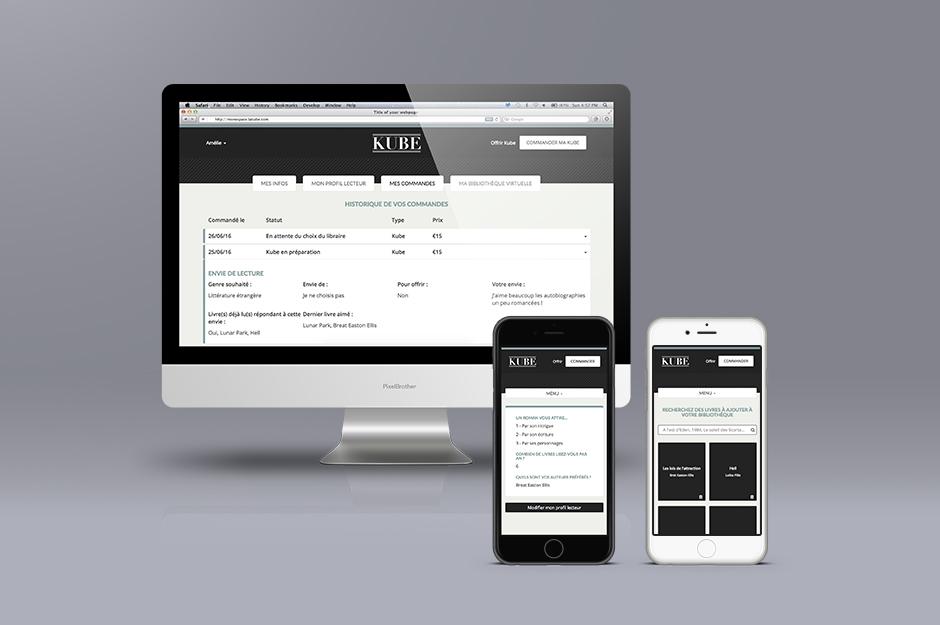 Safari File Edit View History Bookmarks Develop Window Help
Sun 6:57 PM
Title of your webpage
http://monespace.lakube.com
Google
Amélie
KUBE
Offrir Kube
COMMANDER MA KUBE
MES INFOS
MON PROFIL LECTEUR
MES COMMANDES
MA BIBLIOTHÈQUE VIRTUELLE
HISTORIQUE DE VOS COMMANDES
Commandé le Statut Type Prix
26/06/16 En attente du choix du libraire Kube €15
25/06/16 Kube en préparation Kube €15
ENVIE DE LECTURE
Genre souhaité : Envie de : Pour offrir : Votre envie :
Littérature étrangère Je ne choisis pas Non J'aime beaucoup les autobiographies
un peu romancées !
Livre(s) déjà lu(s) répondant à cette Dernier livre aimé :
envie :
Lunar Park, Breat Easton Ellis
Oui, Lunar Park, Hell
PixelBrother
KUBE
Offrir
COMMANDER
MENU
UN ROMAN VOUS ATTIRE...
1 - Par son intrigue
2 - Par son écriture
3 - Par ses personnages
COMBIEN DE LIVRES LISEZ-VOUS PAR
AN ?
6
QUELS SONT VOS AUTEURS PRÉFÉRÉS ?
Breat Easton Ellis
Modifier mon profil lecteur
KUBE
Offrir
COMMANDER
MENU
RECHERCHEZ DES LIVRES À AJOUTER À
VOTRE BIBLIOTHÈQUE
A l'est d'Eden, 1984, Le soleil des Scorta...
Les lois de l'attraction
Bret Easton Ellis
Hell
Lolita Pille